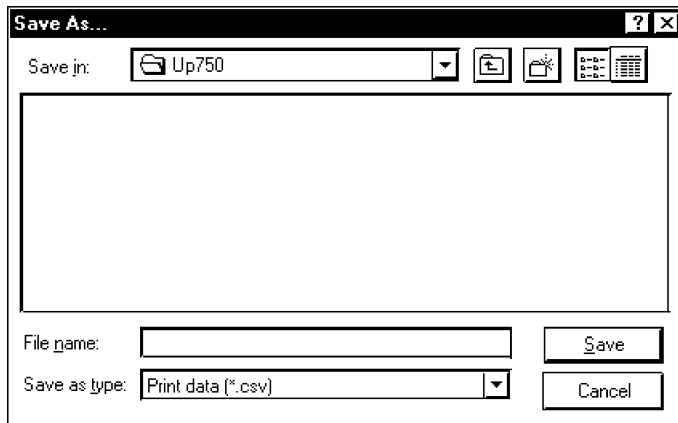 Save As...
Save in: Up750
File name:
Save
Save as type: Print data (*.csv)
Cancel